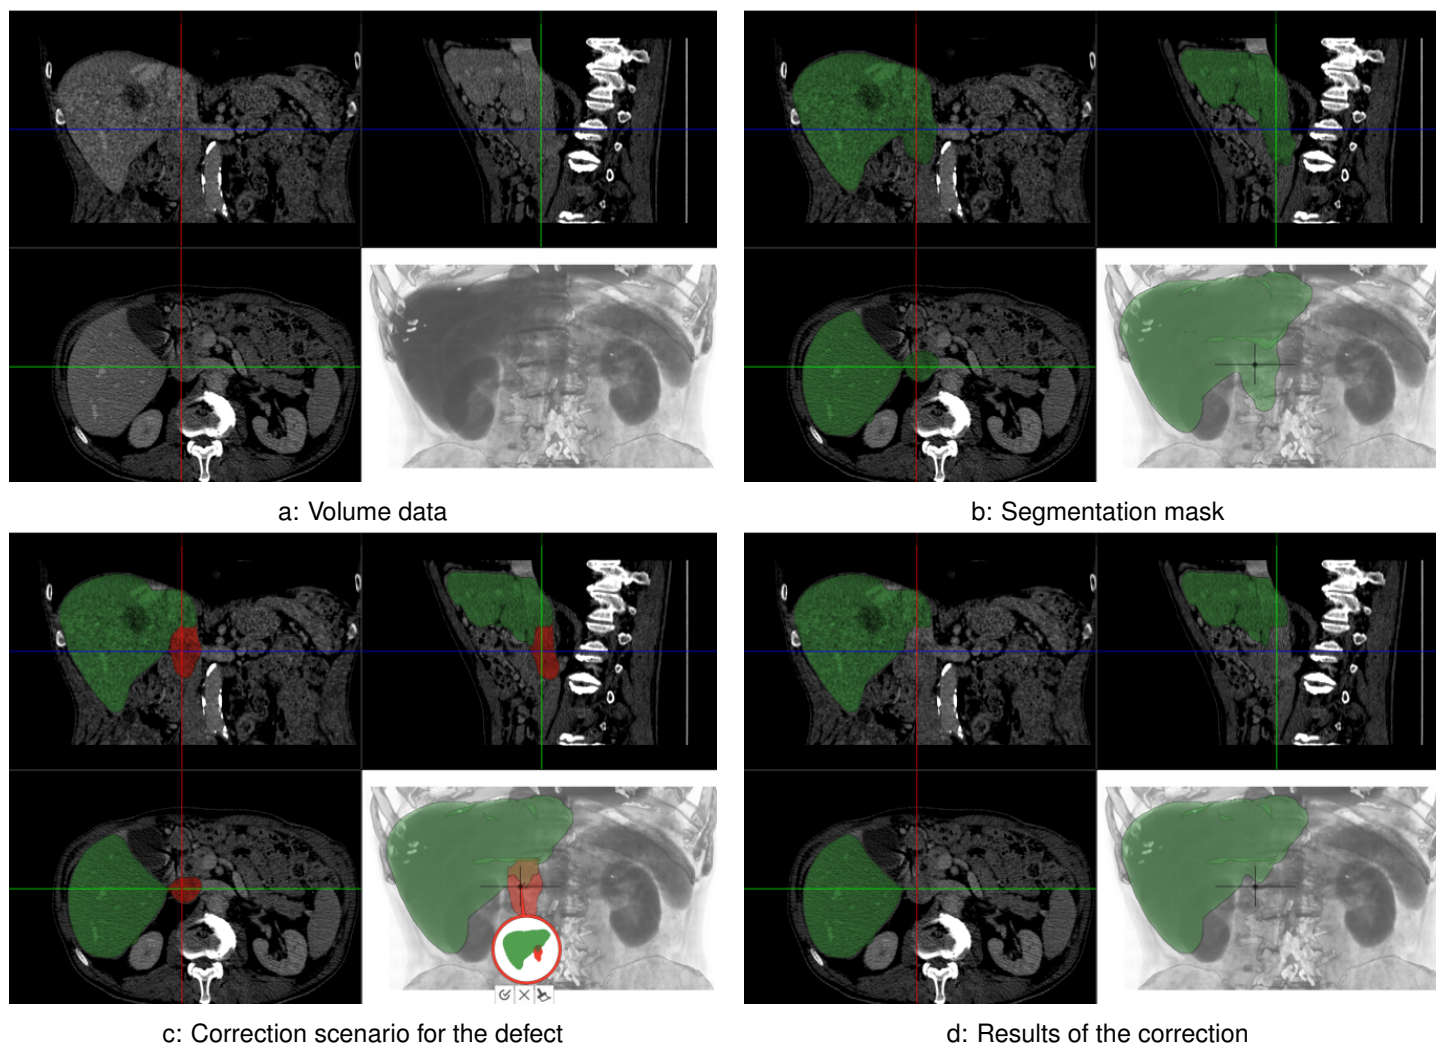 a: Volume data
b: Segmentation mask
c: Correction scenario for the defect
d: Results of the correction